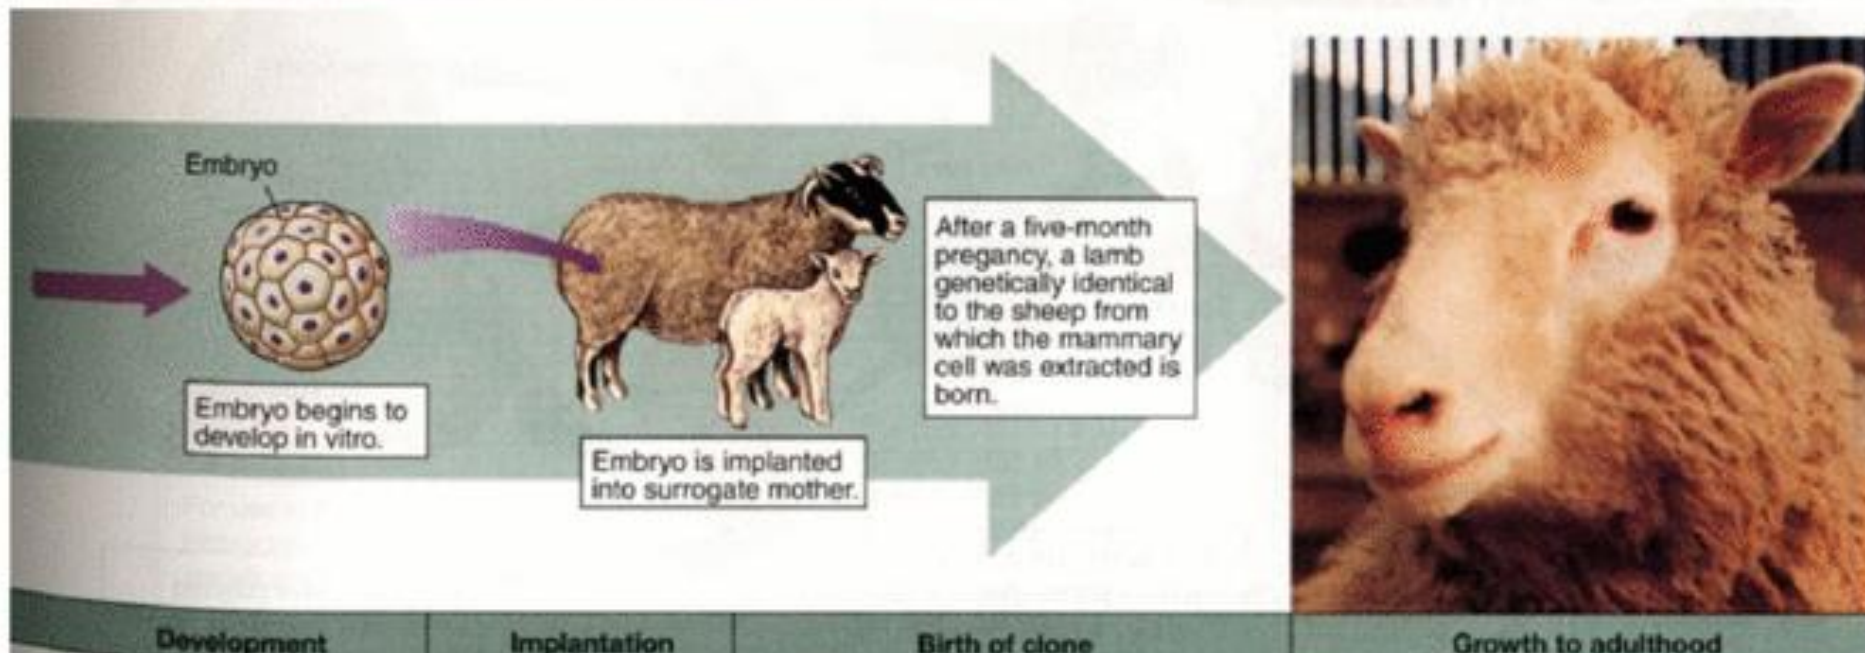 Embryo
Embryo begins to
develop in vitro.
Embryo is implanted
into surrogate mother.
After a five-month
pregancy, a lamb
genetically identical
to the sheep from
which the mammary
cell was extracted is
born.
Development
Implantation
Birth of clone
Growth to adulthood